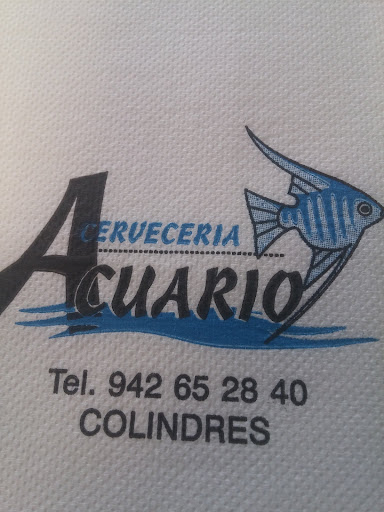 CERVECERIA
ACUARIO
Tel. 942 65 28 40
COLINDRES